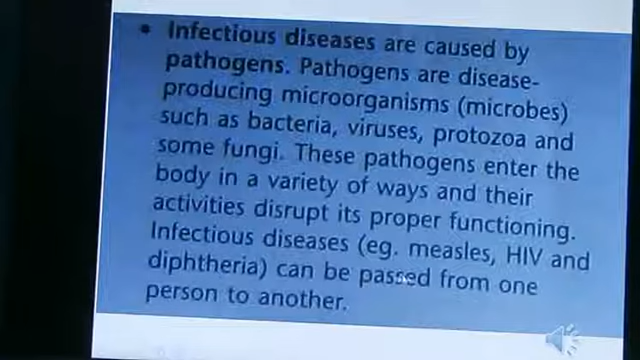 • Infectious diseases are caused by
pathogens. Pathogens are disease-
producing microorganisms (microbes)
such as bacteria, viruses, protozoa and
some fungi. These pathogens enter the
body in a variety of ways and their
activities disrupt its proper functioning.
Infectious diseases (eg. measles, HIV and
diphtheria) can be passed from one
person to another.